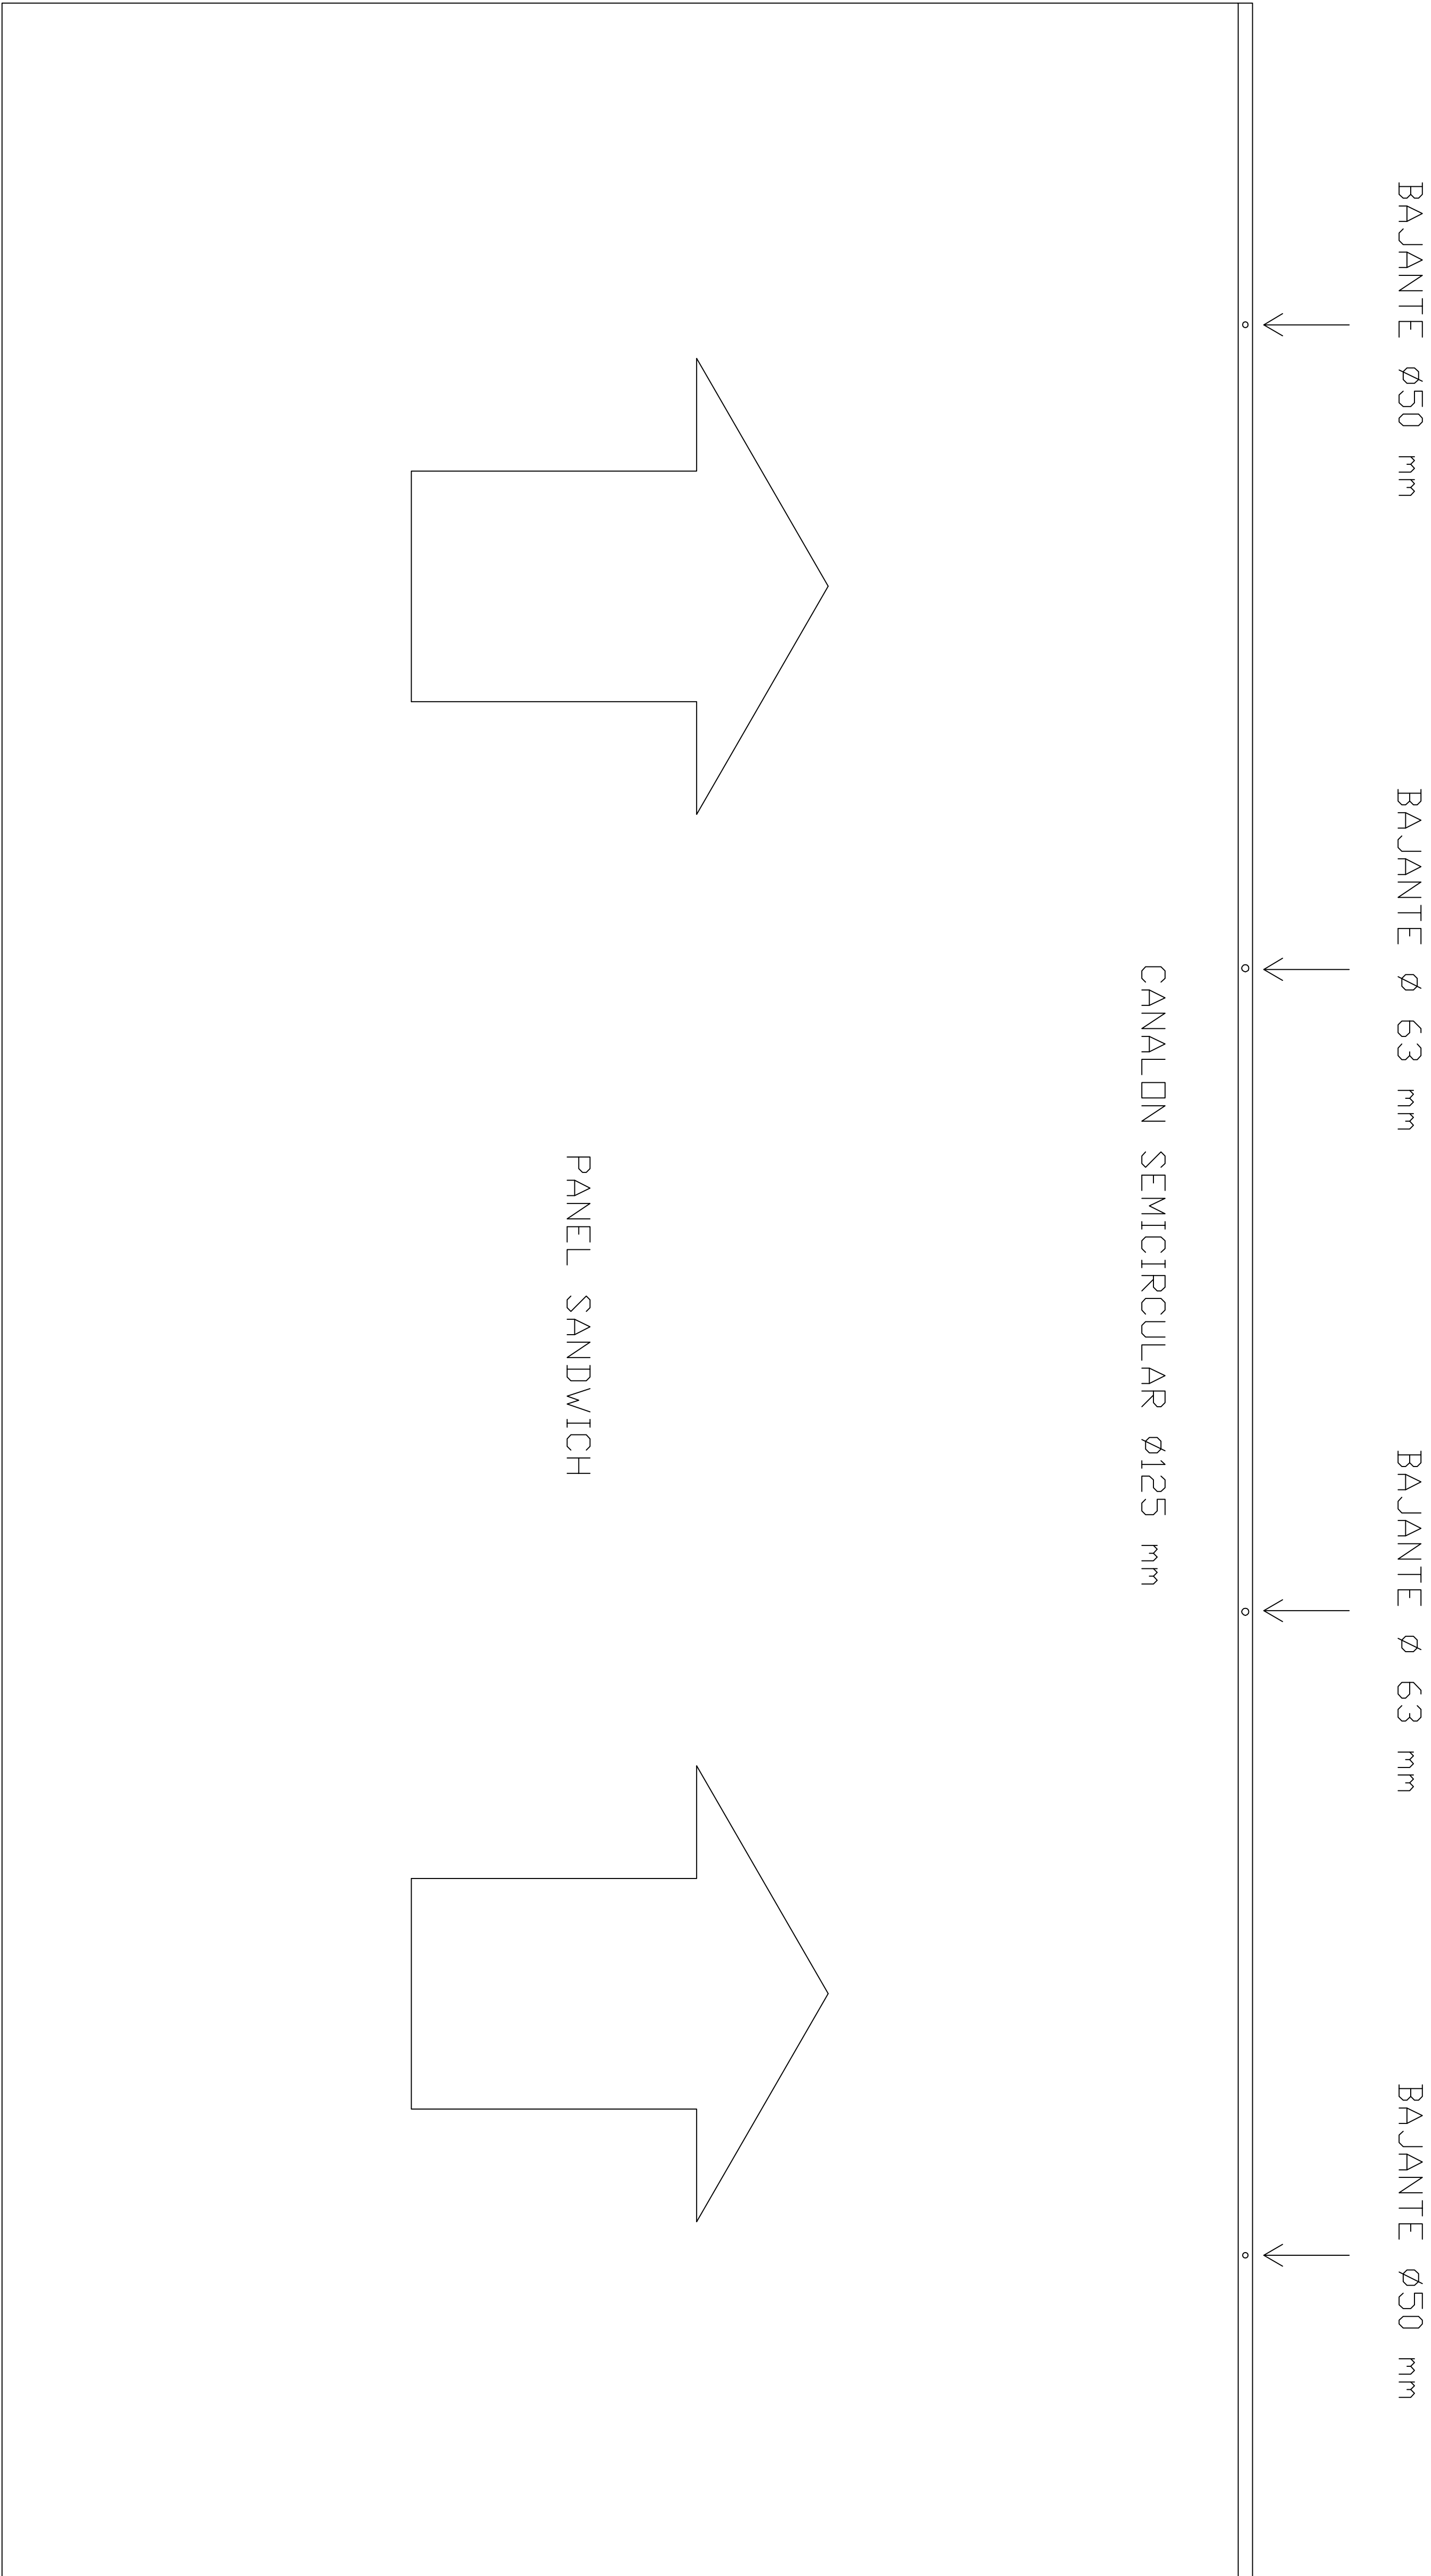 BAJANTE Ø50 mm
BAJANTE Ø 63 mm
BAJANTE Ø 63 mm
BAJANTE Ø50 mm
CANALON SEMICIRCULAR Ø125 mm
PANEL SANDWICH